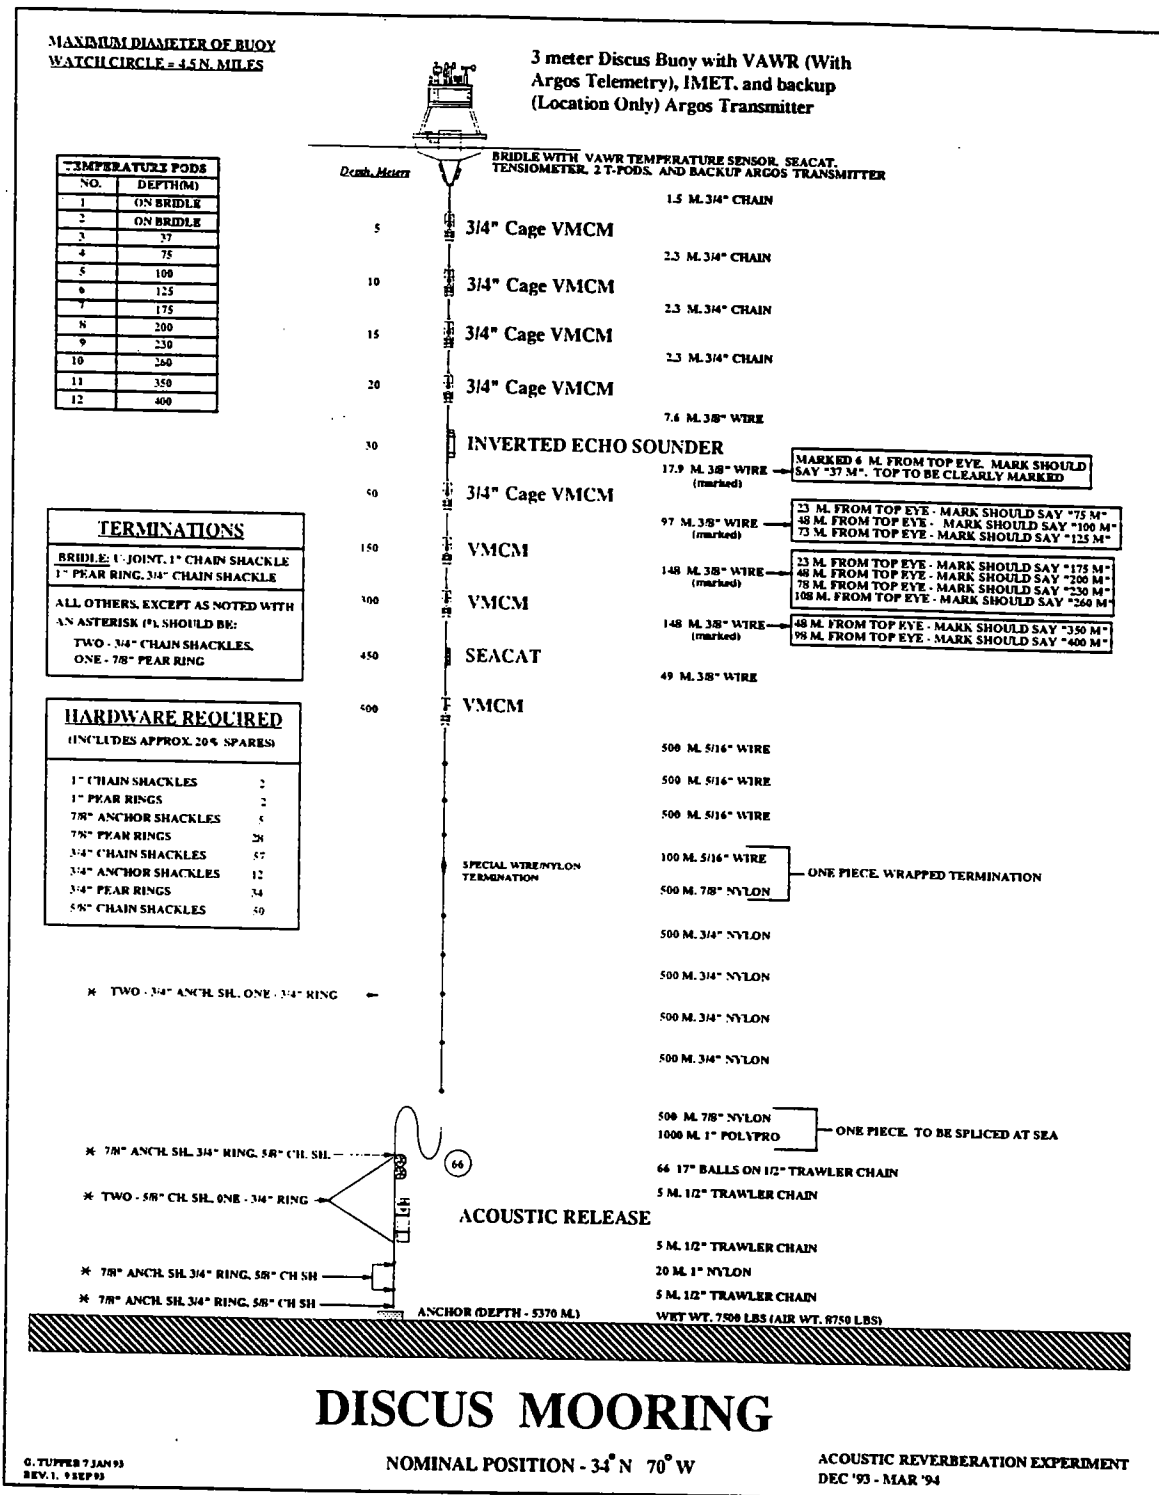 MAXIMUM DIAMETER OF BUOY
WATCH CIRCLE = 4.5 N. MILES
3 meter Discus Buoy with VAWR (With
Argos Telemetry), IMET, and backup
(Location Only) Argos Transmitter
TEMPERATURE PODS
NO. DEPTH(M)
1 ON BRIDLE
2 ON BRIDLE
3 37
4 75
5 100
6 125
7 175
8 200
9 230
10 260
11 350
12 400
Depth, Meters
BRIDLE WITH VAWR TEMPERATURE SENSOR, SEACAT,
TENSIOMETER, 2 T-PODS, AND BACKUP ARGOS TRANSMITTER
1.5 M. 3/4" CHAIN
5 3/4" Cage VMCM
2.3 M. 3/4" CHAIN
10 3/4" Cage VMCM
2.3 M. 3/4" CHAIN
15 3/4" Cage VMCM
2.3 M. 3/4" CHAIN
20 3/4" Cage VMCM
7.6 M. 3/8" WIRE
30 INVERTED ECHO SOUNDER
17.9 M. 3/8" WIRE
(marked)
MARKED 6 M. FROM TOP EYE. MARK SHOULD
SAY "37 M". TOP TO BE CLEARLY MARKED
50 3/4" Cage VMCM
97 M. 3/8" WIRE
(marked)
23 M. FROM TOP EYE - MARK SHOULD SAY "75 M"
48 M. FROM TOP EYE - MARK SHOULD SAY "100 M"
73 M. FROM TOP EYE - MARK SHOULD SAY "125 M"
150 VMCM
148 M. 3/8" WIRE
(marked)
23 M. FROM TOP EYE - MARK SHOULD SAY "175 M"
48 M. FROM TOP EYE - MARK SHOULD SAY "200 M"
78 M. FROM TOP EYE - MARK SHOULD SAY "230 M"
108 M. FROM TOP EYE - MARK SHOULD SAY "260 M"
300 VMCM
148 M. 3/8" WIRE
(marked)
48 M. FROM TOP EYE - MARK SHOULD SAY "350 M"
98 M. FROM TOP EYE - MARK SHOULD SAY "400 M"
450 SEACAT
49 M. 3/8" WIRE
500 VMCM
TERMINATIONS
BRIDLE: U-JOINT, 1" CHAIN SHACKLE
1" PEAR RING, 3/4" CHAIN SHACKLE
ALL OTHERS, EXCEPT AS NOTED WITH
AN ASTERISK (*), SHOULD BE:
TWO - 3/4" CHAIN SHACKLES,
ONE - 7/8" PEAR RING
HARDWARE REQUIRED
(INCLUDES APPROX. 20% SPARES)
1" CHAIN SHACKLES 2
1" PEAR RINGS 2
7/8" ANCHOR SHACKLES 5
7/8" PEAR RINGS 28
3/4" CHAIN SHACKLES 57
3/4" ANCHOR SHACKLES 12
3/4" PEAR RINGS 34
5/8" CHAIN SHACKLES 50
500 M. 5/16" WIRE
500 M. 5/16" WIRE
500 M. 5/16" WIRE
SPECIAL WIRE/NYLON
TERMINATION
100 M. 5/16" WIRE
500 M. 7/8" NYLON
ONE PIECE, WRAPPED TERMINATION
500 M. 3/4" NYLON
500 M. 3/4" NYLON
* TWO - 3/4" ANCH. SH., ONE - 3/4" RING
500 M. 3/4" NYLON
500 M. 3/4" NYLON
500 M. 7/8" NYLON
1000 M. 1" POLYPRO
ONE PIECE, TO BE SPLICED AT SEA
* 7/8" ANCH. SH. 3/4" RING, 5/8" CH. SH.
66
66 17" BALLS ON 1/2" TRAWLER CHAIN
* TWO - 5/8" CH. SH., ONE - 3/4" RING
5 M. 1/2" TRAWLER CHAIN
ACOUSTIC RELEASE
5 M. 1/2" TRAWLER CHAIN
* 7/8" ANCH. SH. 3/4" RING, 5/8" CH SH
20 M. 1" NYLON
* 7/8" ANCH. SH. 3/4" RING, 5/8" CH SH
5 M. 1/2" TRAWLER CHAIN
ANCHOR (DEPTH - 5370 M.)
WET WT. 7500 LBS (AIR WT. 8750 LBS)
DISCUS MOORING
NOMINAL POSITION - 34° N 70° W
G. TUPPER 7 JAN 93
REV. 1, 9 SEP 93
ACOUSTIC REVERBERATION EXPERIMENT
DEC '93 - MAR '94